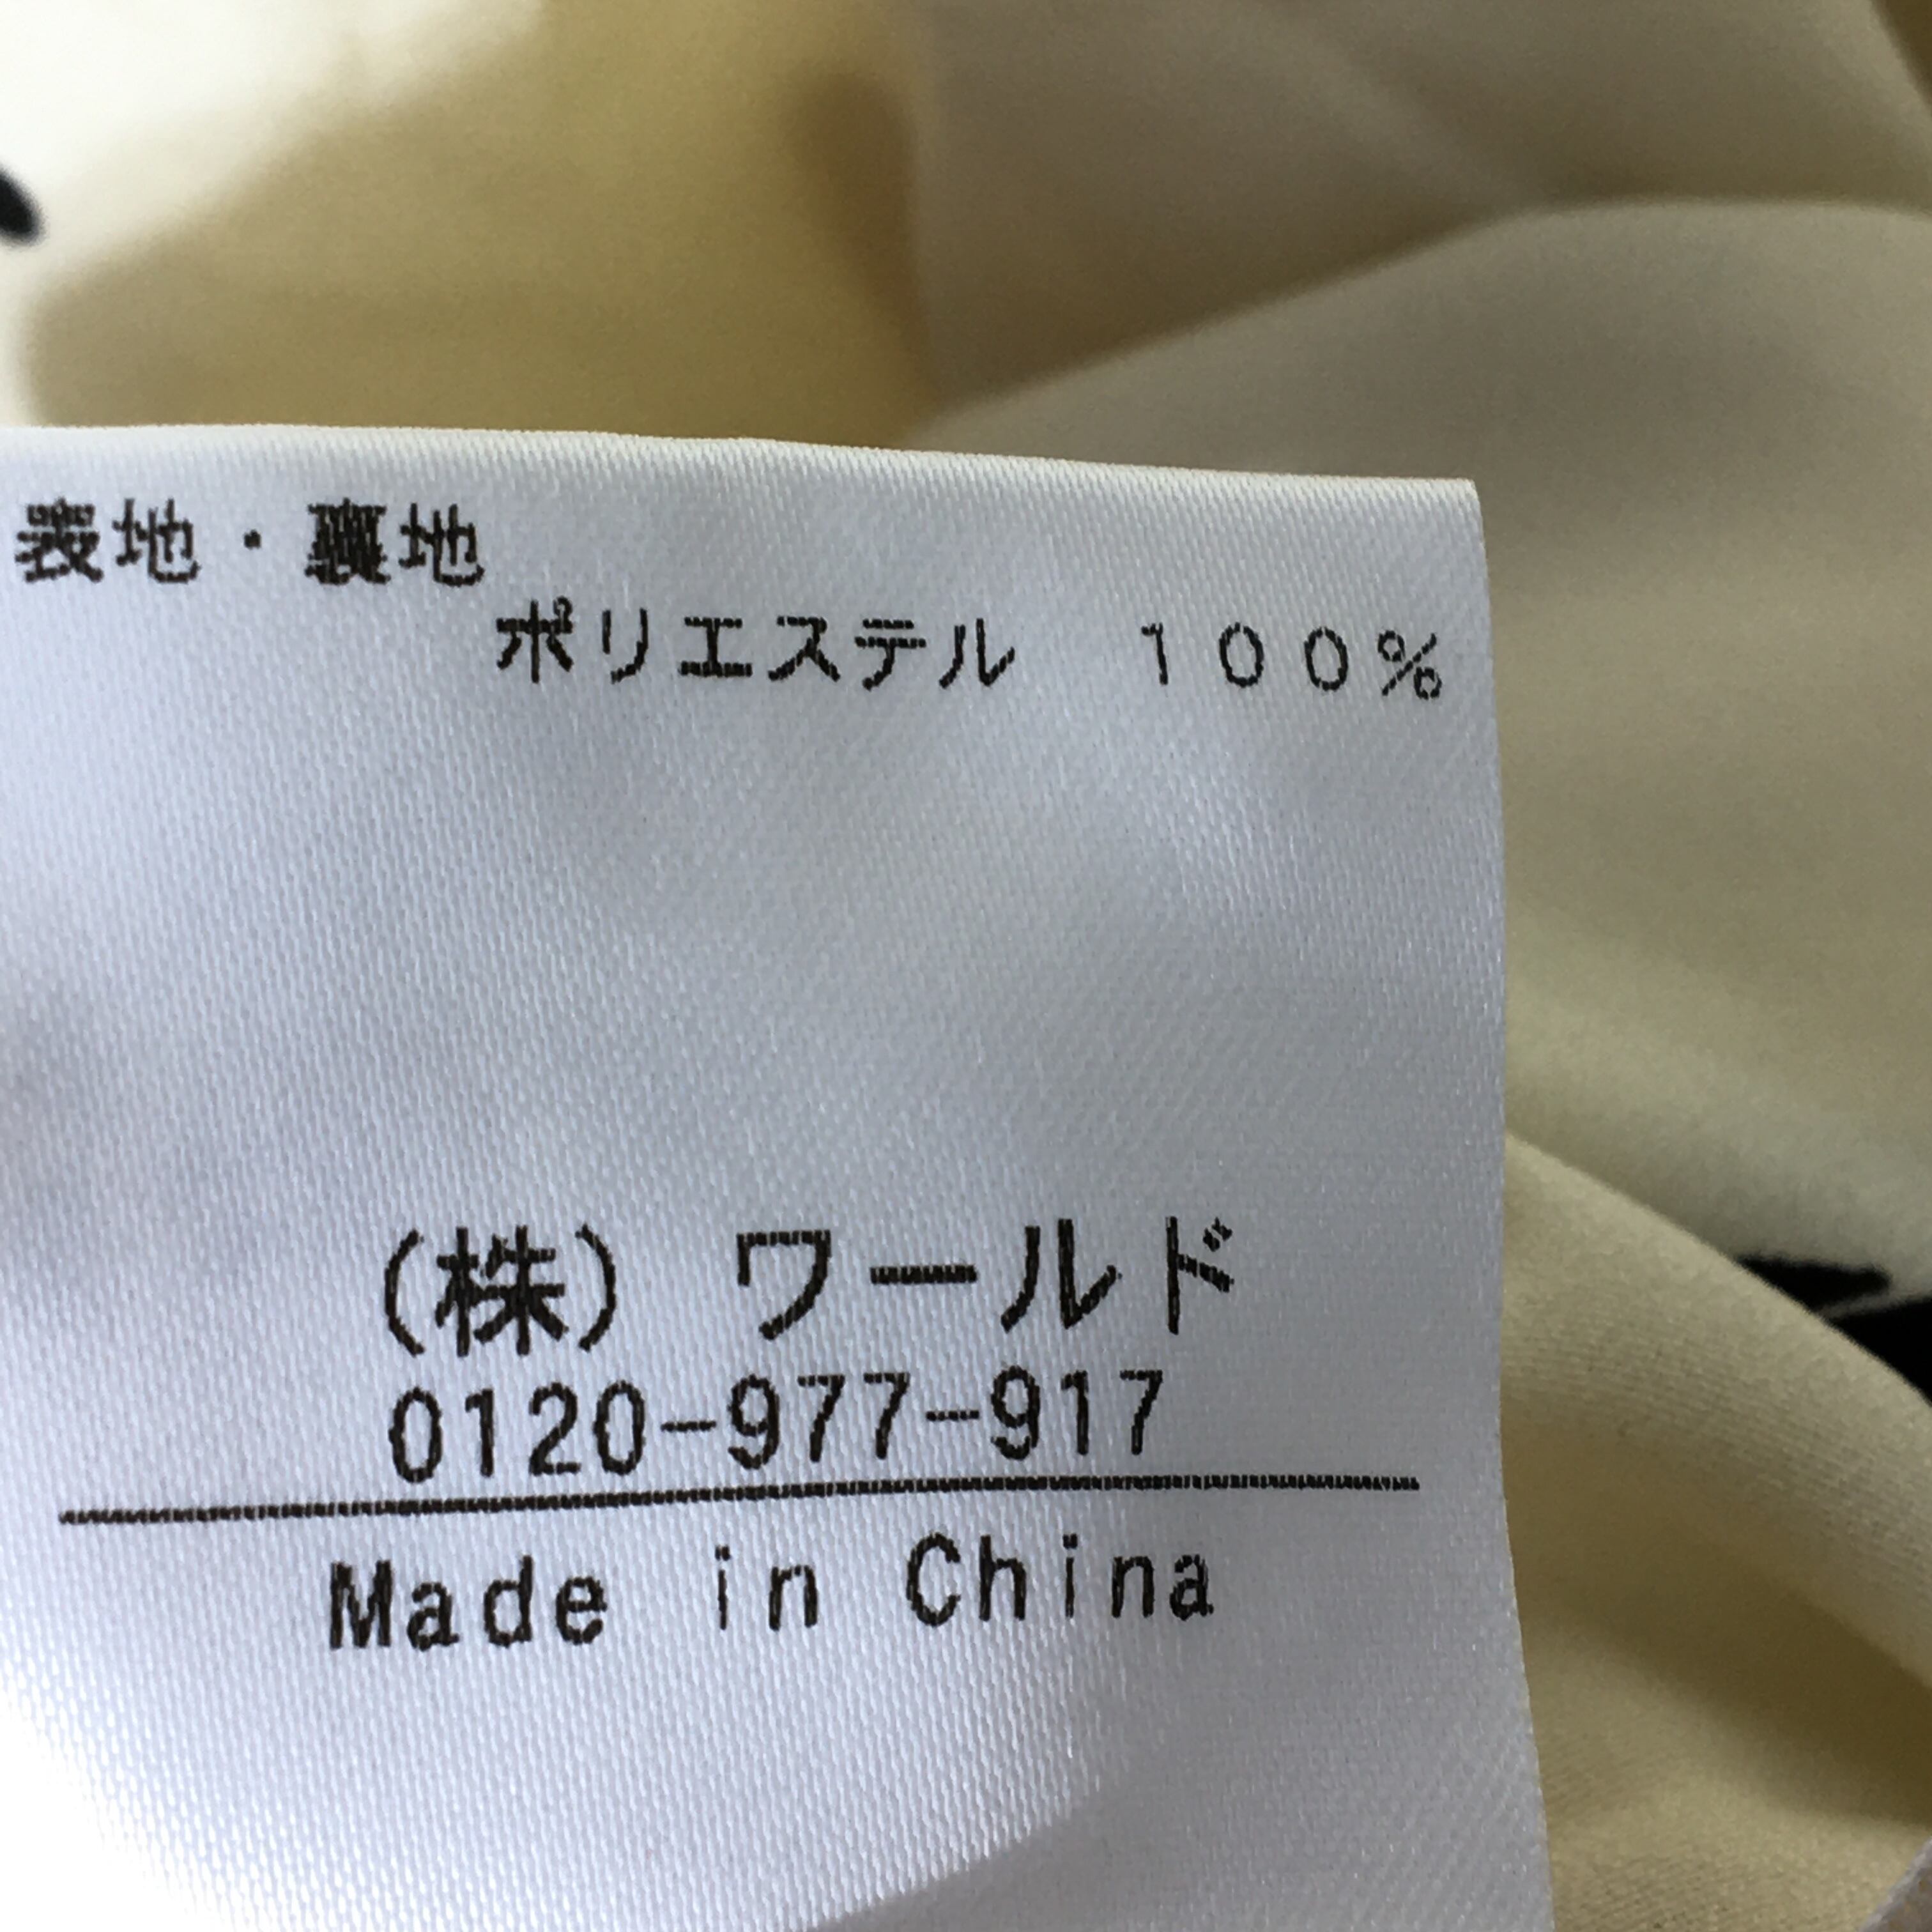 表地・裏地
ポリエステル　１００％
(株) ワールド
0120-977-917
Made in China